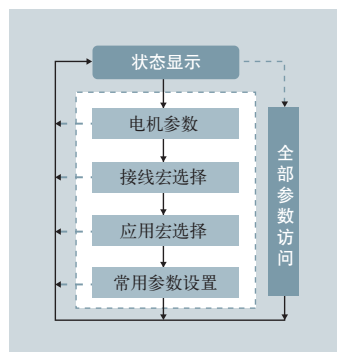 状态显示
电机参数
接线宏选择
应用宏选择
常用参数设置
全部参数访问